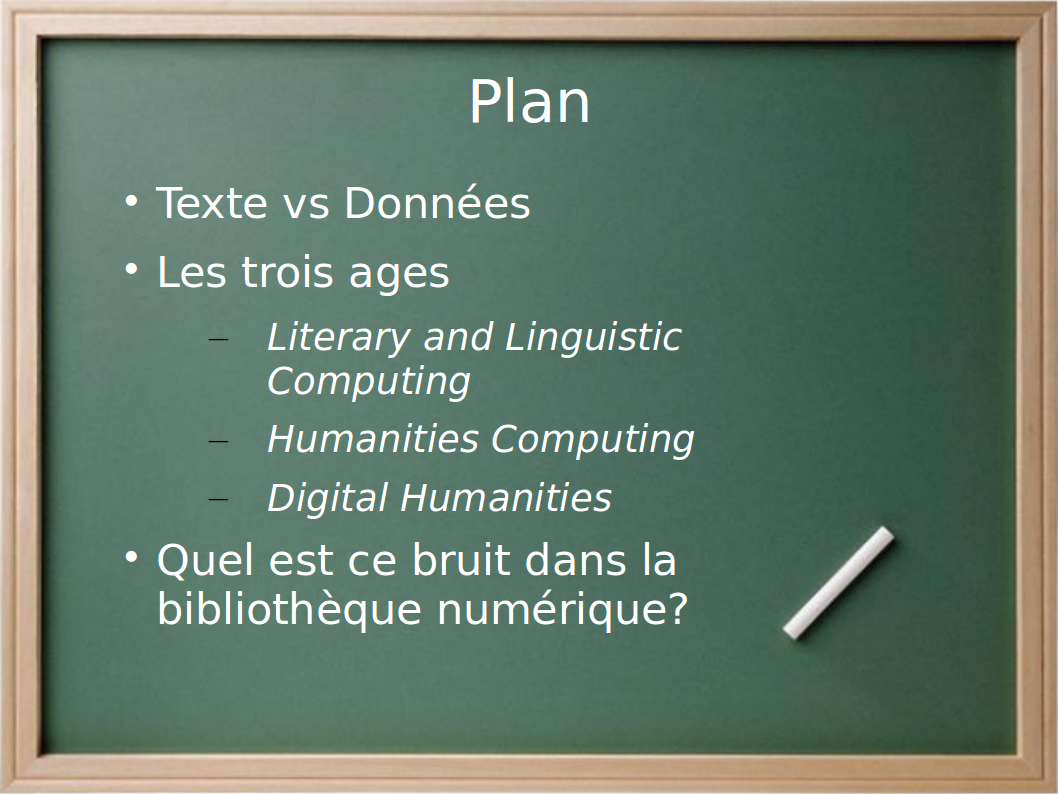 Plan
• Texte vs Données
• Les trois ages
– Literary and Linguistic
Computing
– Humanities Computing
– Digital Humanities
• Quel est ce bruit dans la
bibliothèque numérique?